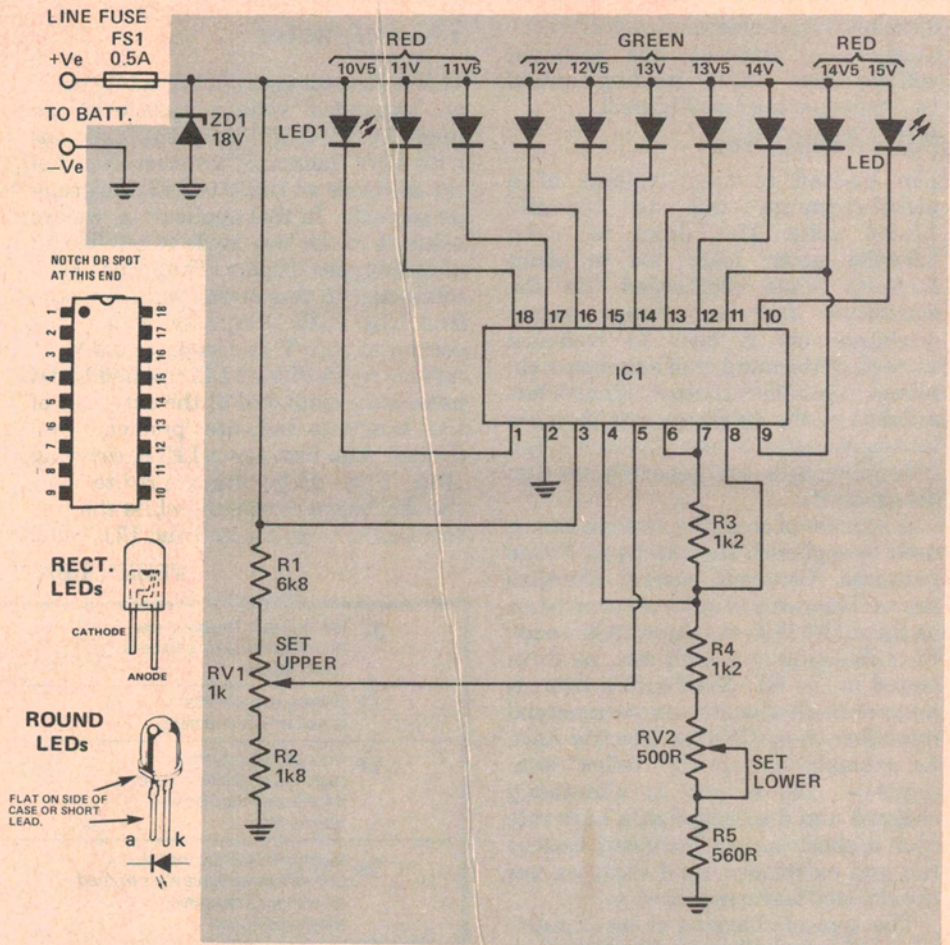 LINE FUSE
FS1
0.5A
+Ve
TO BATT.
–Ve
ZD1
18V
RED
10V5 11V 11V5
GREEN
12V 12V5 13V 13V5 14V
RED
14V5 15V
LED1
LED
NOTCH OR SPOT
AT THIS END
1 18
2 17
3 16
4 15
5 14
6 13
7 12
8 11
9 10
18 17 16 15 14 13 12 11 10
IC1
1 2 3 4 5 6 7 8 9
RECT.
LEDs
CATHODE
ANODE
ROUND
LEDs
FLAT ON SIDE OF
CASE OR SHORT
LEAD.
a k
R1
6k8
SET
UPPER
RV1
1k
R2
1k8
R3
1k2
R4
1k2
RV2
500R
SET
LOWER
R5
560R